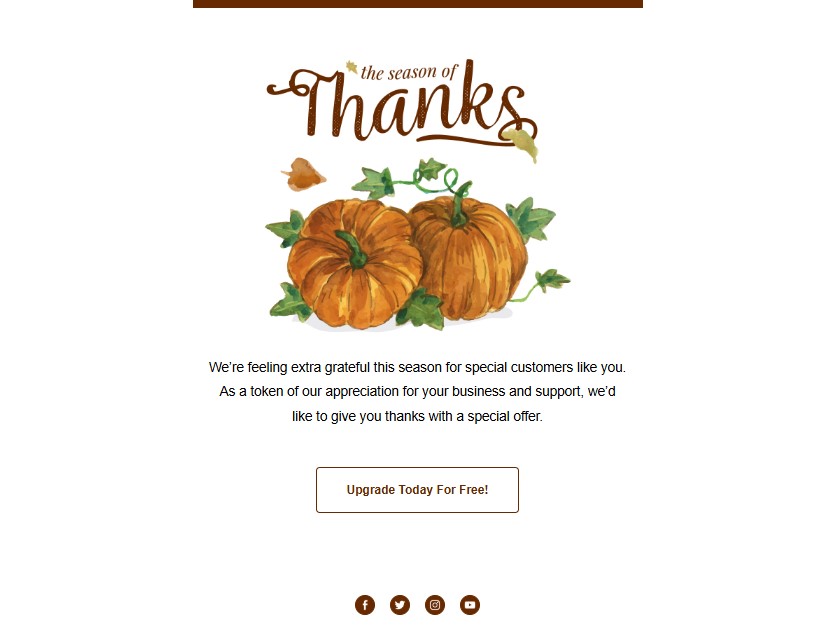 the season of
Thanks
We’re feeling extra grateful this season for special customers like you.
As a token of our appreciation for your business and support, we’d
like to give you thanks with a special offer.
Upgrade Today For Free!